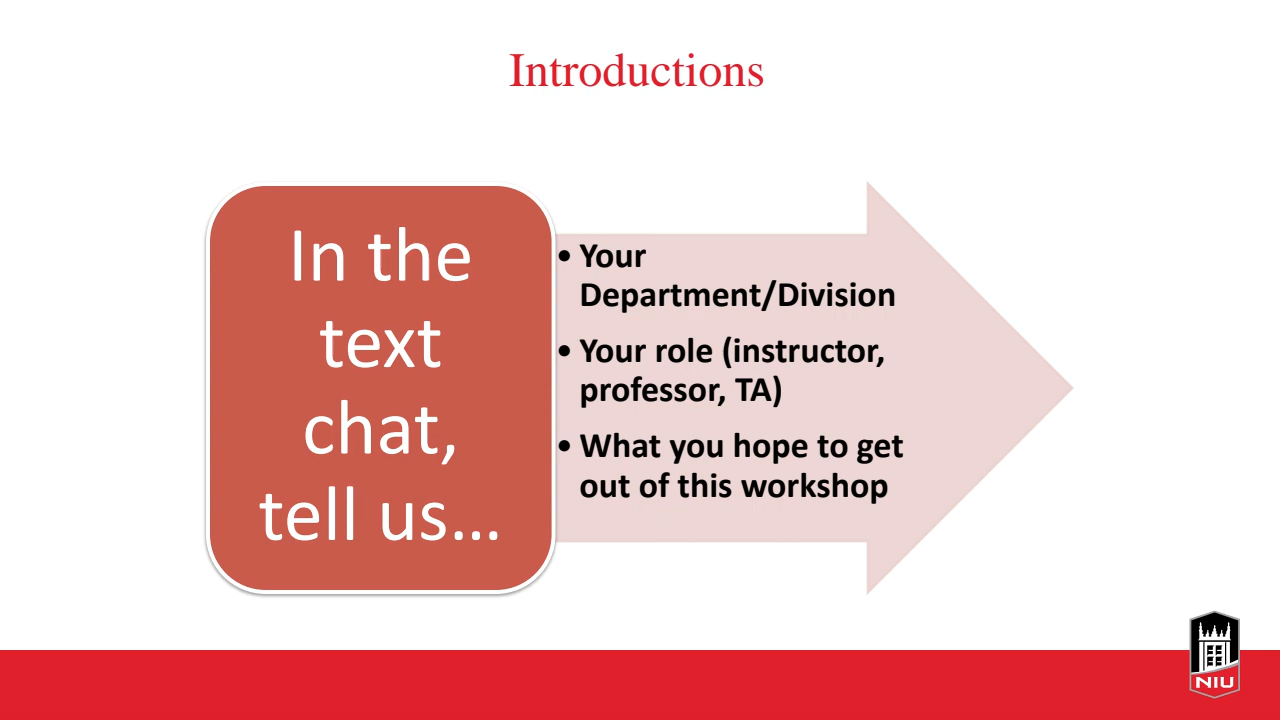 Introductions
In the
text
chat,
tell us...
• Your
Department/Division
• Your role (instructor,
professor, TA)
• What you hope to get
out of this workshop
NIU